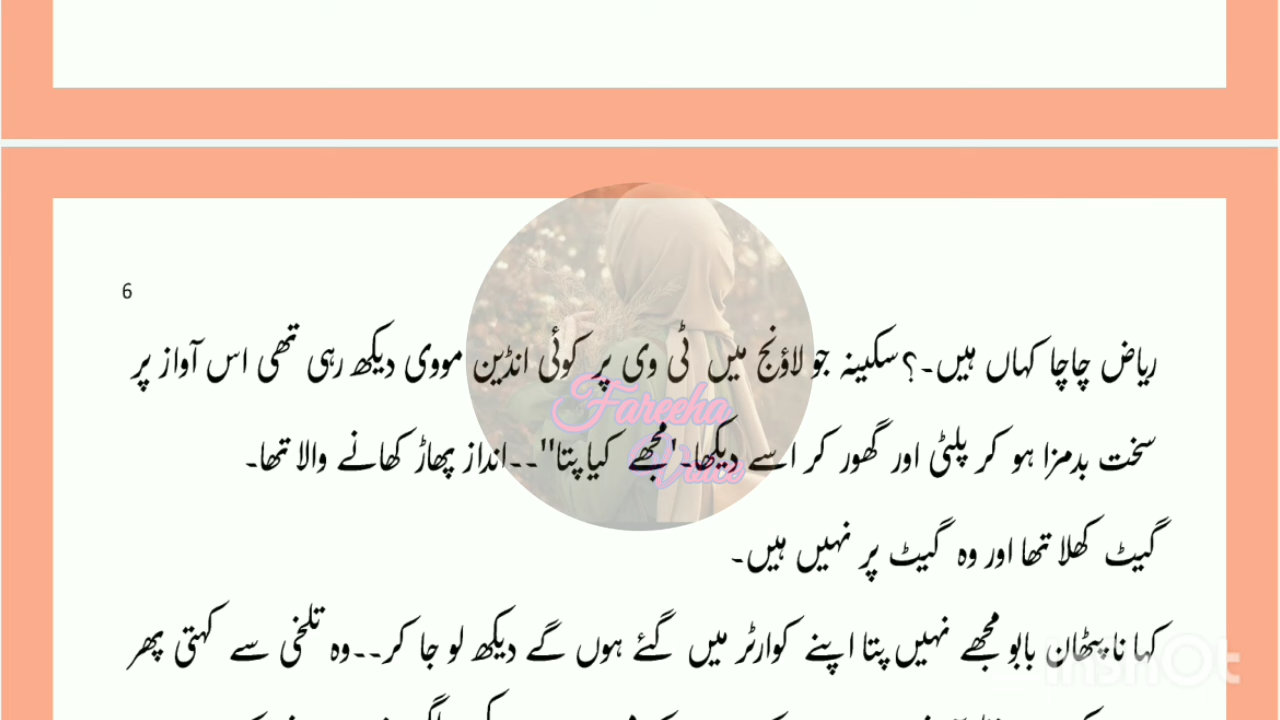 6
ریاض چاچا کہاں ہیں۔؟ سکینہ جو لاؤنج میں ٹی وی پر کوئی انڈین مووی دیکھ رہی تھی اس آواز پر
سخت بدمزا ہو کر پلٹی اور گھور کر اسے دیکھا۔'مجھے کیا پتا"۔۔انداز پھاڑ کھانے والا تھا۔
Fareeha
Voice
گیٹ کھلا تھا اور وہ گیٹ پر نہیں ہیں۔
کہا نا پٹھان بابو مجھے نہیں پتا اپنے کوارٹر میں گئے ہوں گے دیکھ لو جا کر۔۔وہ تلخی سے کہتی پھر
InShOt